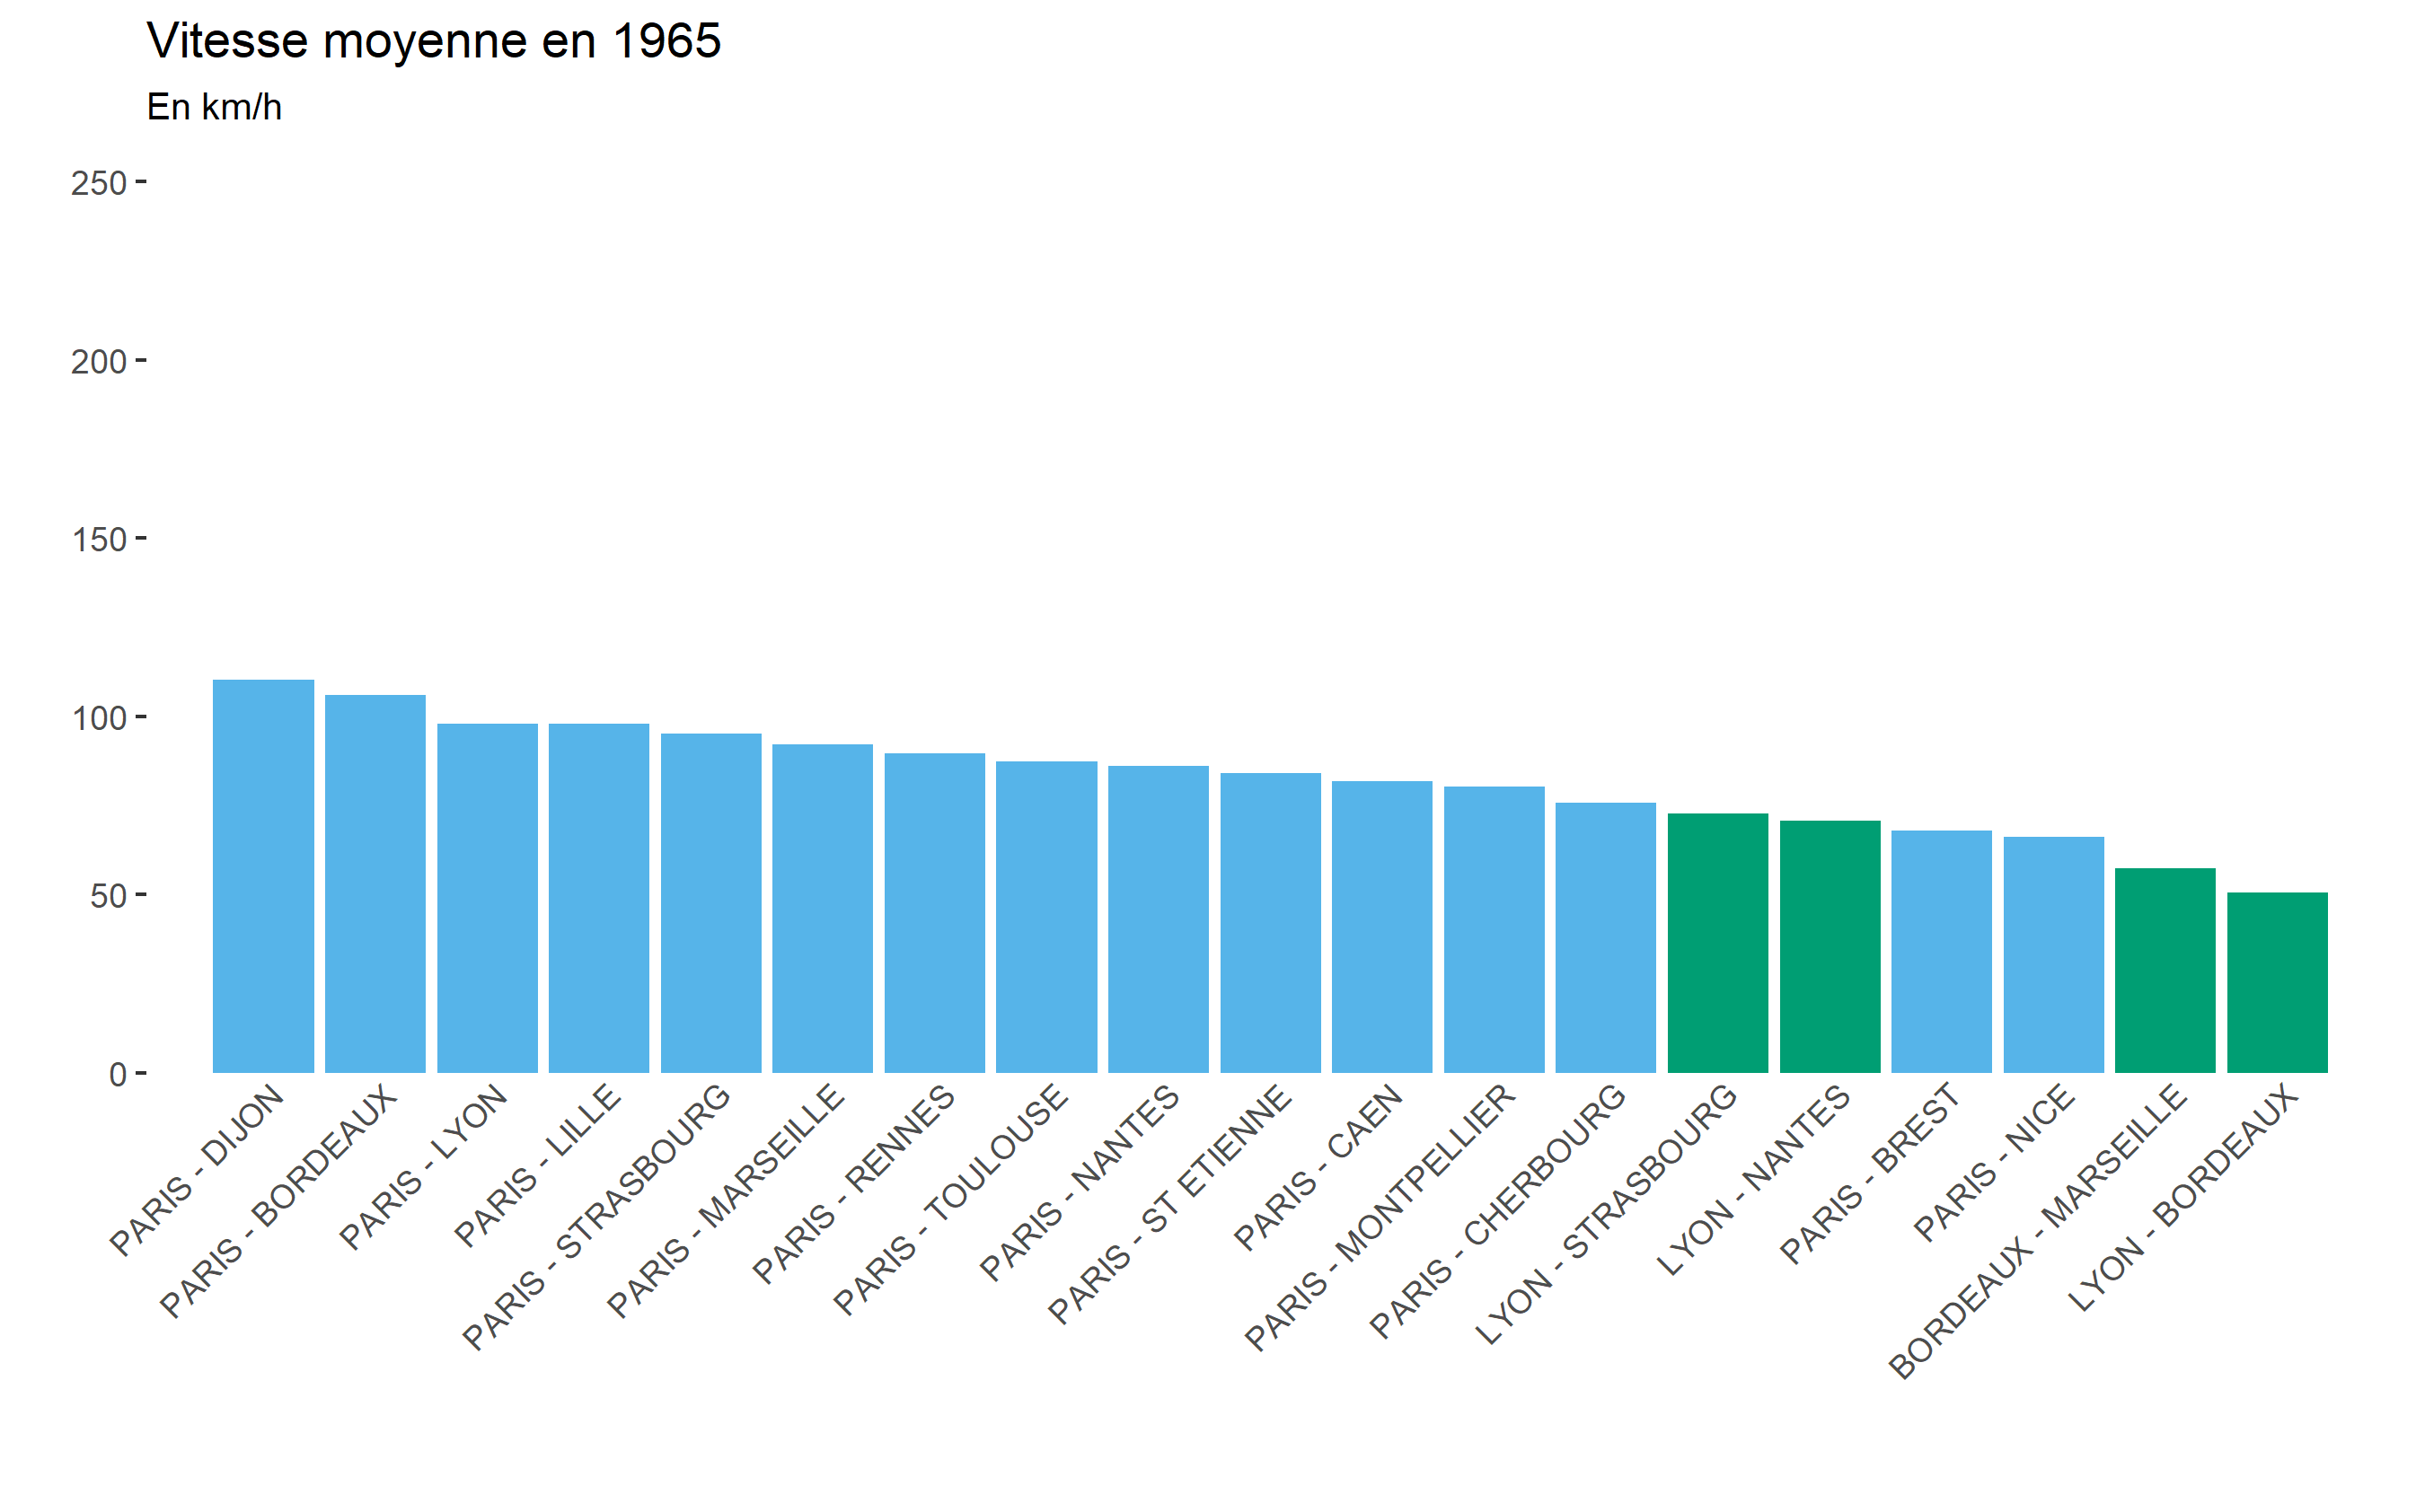 Vitesse moyenne en 1965
En km/h
250
200
150
100
50
0
PARIS - DIJON
PARIS - BORDEAUX
PARIS - LYON
PARIS - LILLE
PARIS - STRASBOURG
PARIS - MARSEILLE
PARIS - RENNES
PARIS - TOULOUSE
PARIS - NANTES
PARIS - ST ETIENNE
PARIS - CAEN
PARIS - MONTPELLIER
PARIS - CHERBOURG
LYON - STRASBOURG
LYON - NANTES
PARIS - BREST
PARIS - NICE
BORDEAUX - MARSEILLE
LYON - BORDEAUX